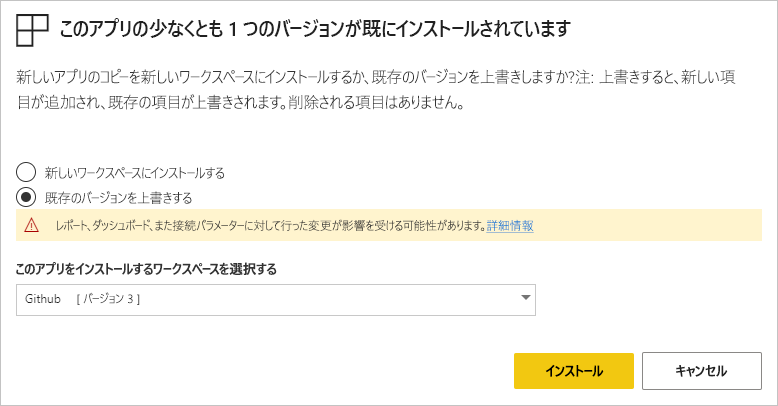 このアプリの少なくとも 1 つのバージョンが既にインストールされています
新しいアプリのコピーを新しいワークスペースにインストールするか、既存のバージョンを上書きしますか?注: 上書きすると、新しい項
目が追加され、既存の項目が上書きされます。削除される項目はありません。
新しいワークスペースにインストールする
既存のバージョンを上書きする
レポート、ダッシュボード、また接続パラメーターに対して行った変更が影響を受ける可能性があります。詳細情報
このアプリをインストールするワークスペースを選択する
Github [ バージョン 3 ]
インストール
キャンセル